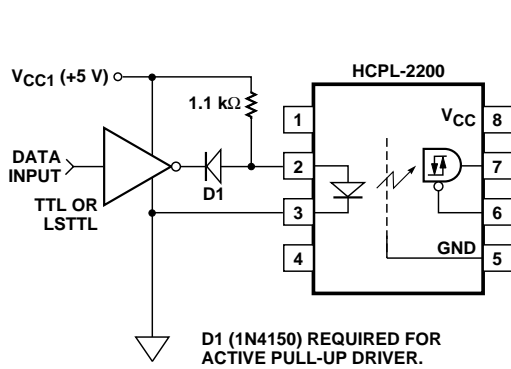 HCPL-2200
VCC1 (+5 V)
1.1 kΩ
1
VCC 8
DATA
INPUT
2
7
D1
TTL OR
LSTTL
3
6
4
GND 5
D1 (1N4150) REQUIRED FOR
ACTIVE PULL-UP DRIVER.